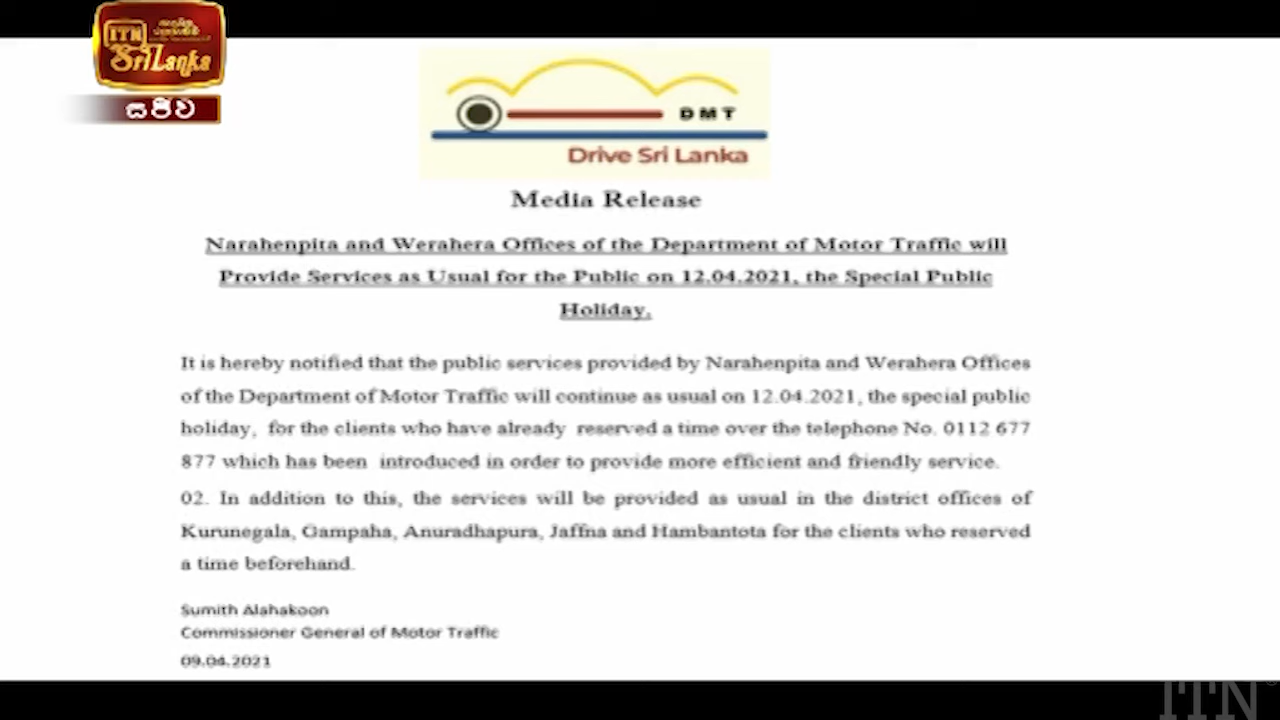 ITN
Sri Lanka
සජීව
DMT
Drive Sri Lanka
Media Release
Narahenpita and Werahera Offices of the Department of Motor Traffic will
Provide Services as Usual for the Public on 12.04.2021, the Special Public
Holiday.
It is hereby notified that the public services provided by Narahenpita and Werahera Offices
of the Department of Motor Traffic will continue as usual on 12.04.2021, the special public
holiday, for the clients who have already reserved a time over the telephone No. 0112 677
877 which has been introduced in order to provide more efficient and friendly service.
02. In addition to this, the services will be provided as usual in the district offices of
Kurunegala, Gampaha, Anuradhapura, Jaffna and Hambantota for the clients who reserved
a time beforehand.
Sumith Alahakoon
Commissioner General of Motor Traffic
09.04.2021
ITN